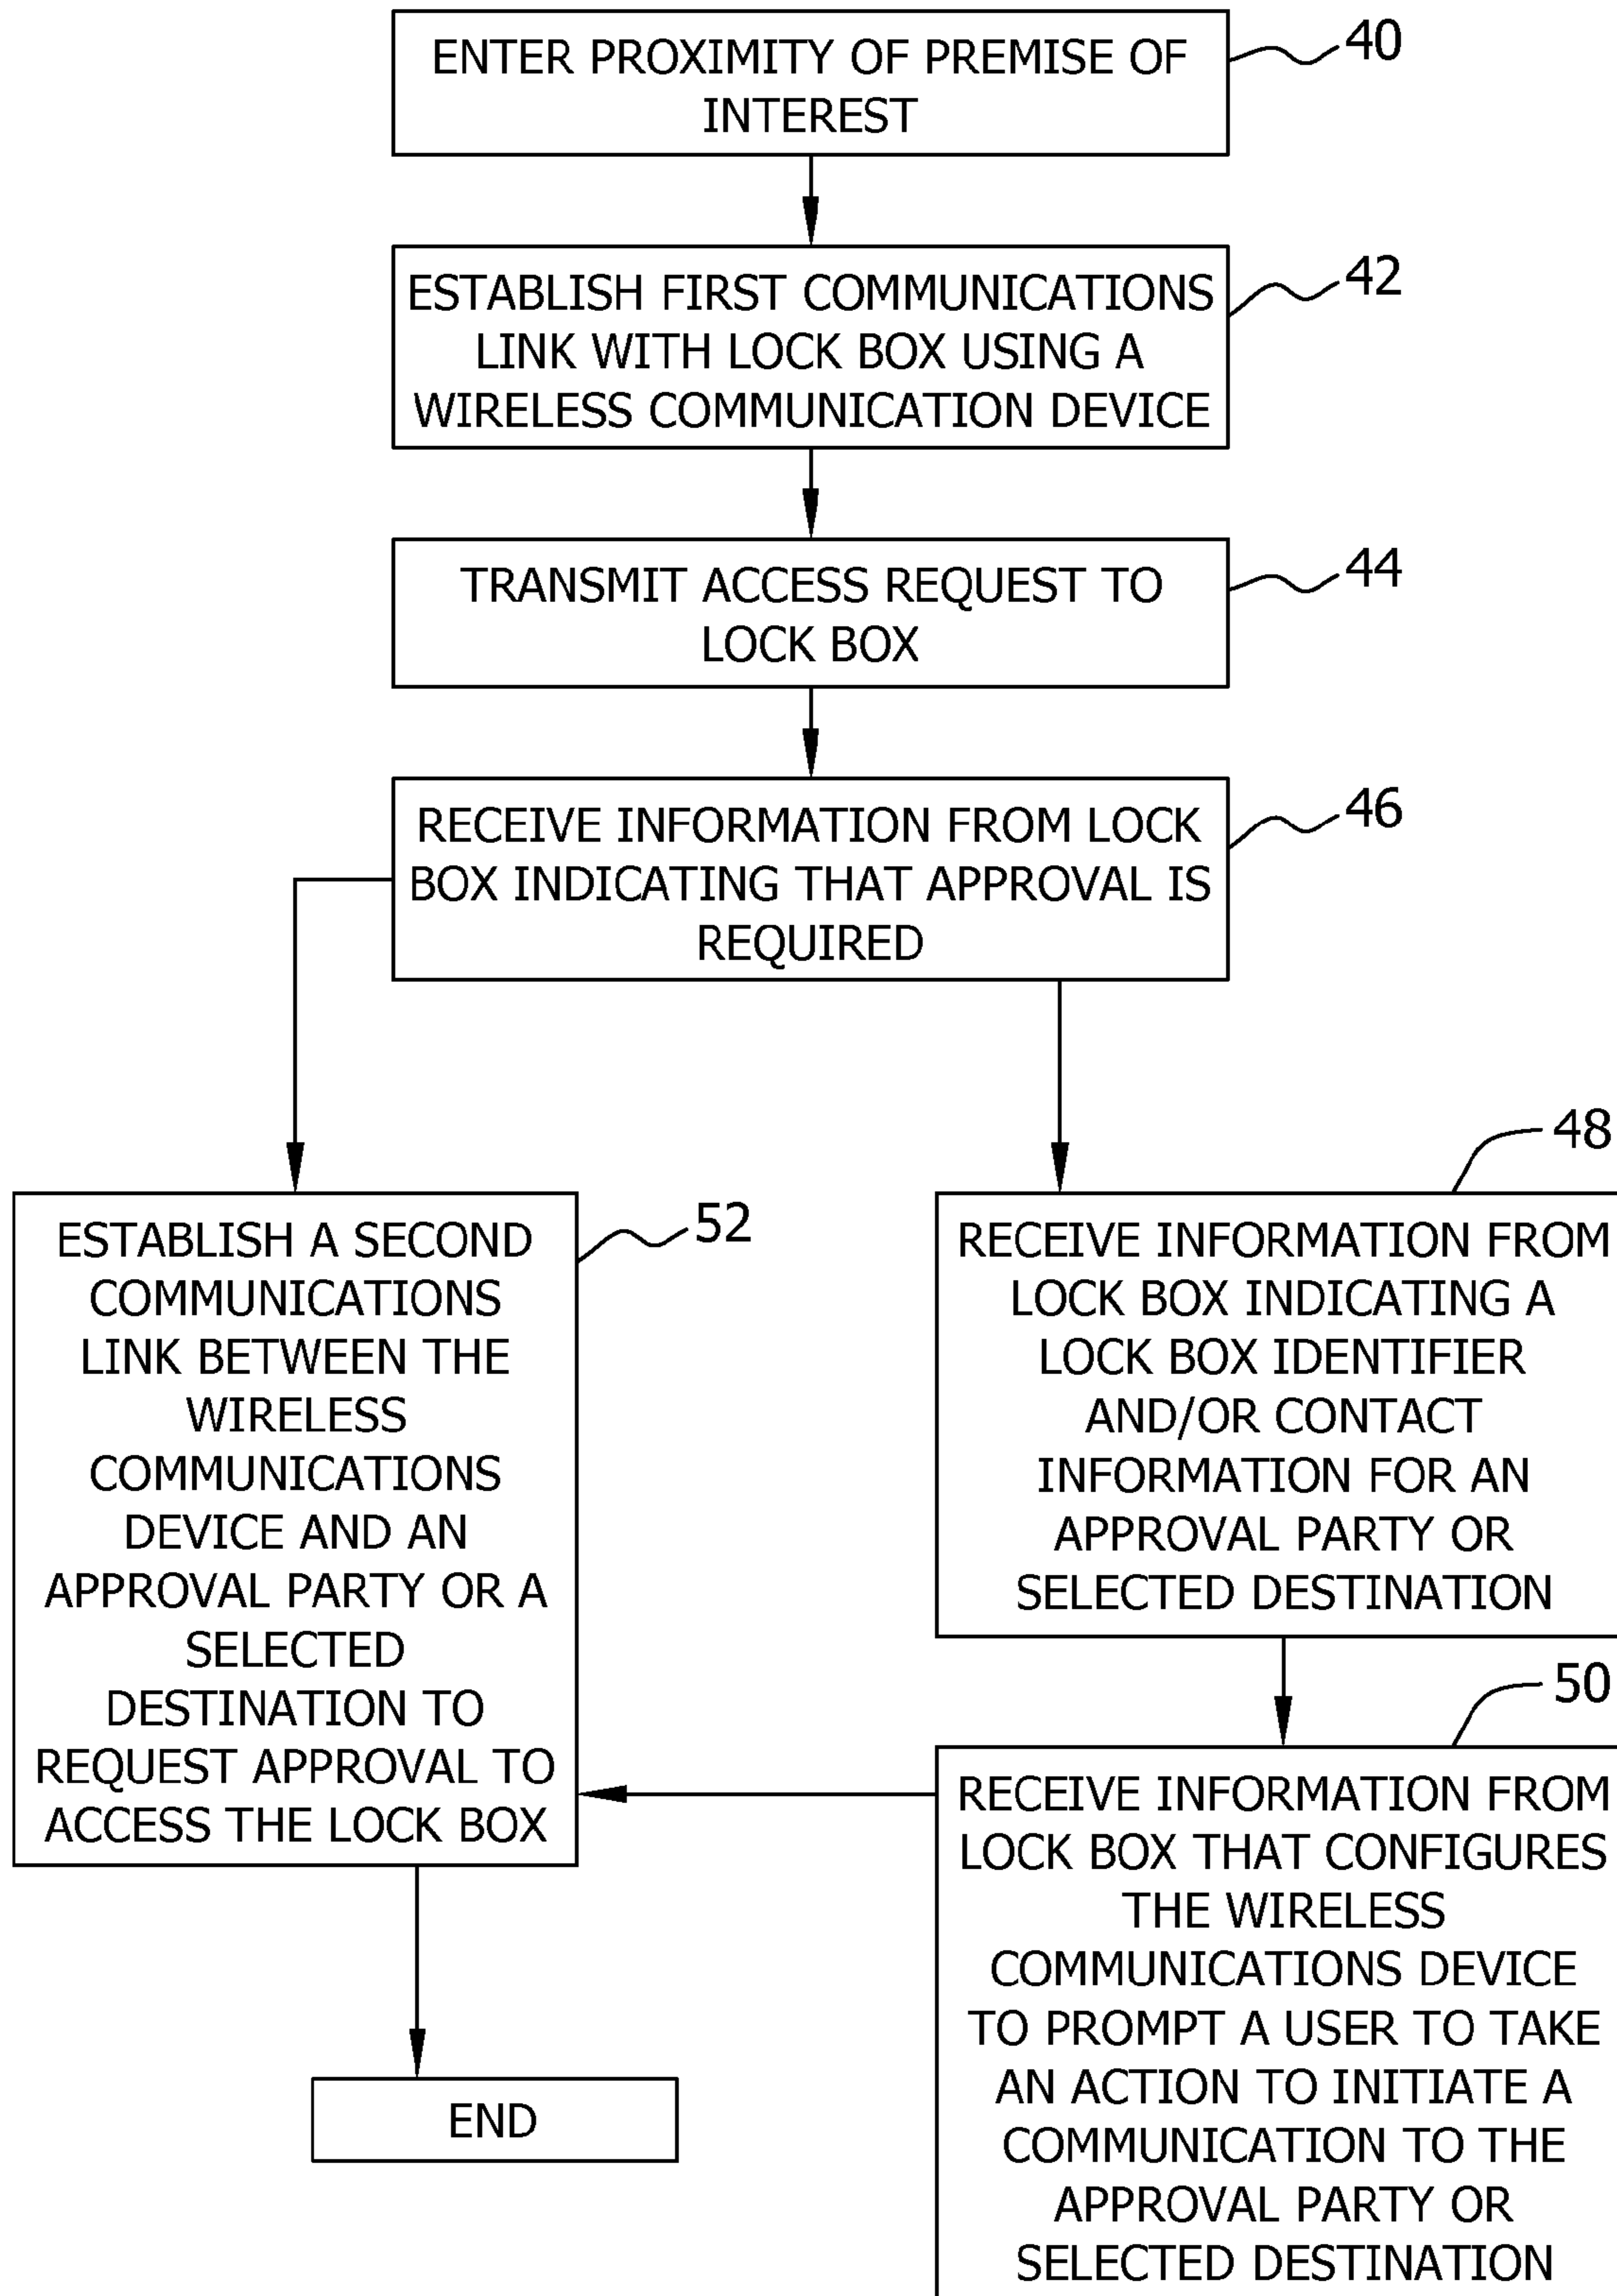 ENTER PROXIMITY OF PREMISE OF
INTEREST
40
ESTABLISH FIRST COMMUNICATIONS
LINK WITH LOCK BOX USING A
WIRELESS COMMUNICATION DEVICE
42
TRANSMIT ACCESS REQUEST TO
LOCK BOX
44
RECEIVE INFORMATION FROM LOCK
BOX INDICATING THAT APPROVAL IS
REQUIRED
46
48
RECEIVE INFORMATION FROM
LOCK BOX INDICATING A
LOCK BOX IDENTIFIER
AND/OR CONTACT
INFORMATION FOR AN
APPROVAL PARTY OR
SELECTED DESTINATION
50
RECEIVE INFORMATION FROM
LOCK BOX THAT CONFIGURES
THE WIRELESS
COMMUNICATIONS DEVICE
TO PROMPT A USER TO TAKE
AN ACTION TO INITIATE A
COMMUNICATION TO THE
APPROVAL PARTY OR
SELECTED DESTINATION
52
ESTABLISH A SECOND
COMMUNICATIONS
LINK BETWEEN THE
WIRELESS
COMMUNICATIONS
DEVICE AND AN
APPROVAL PARTY OR A
SELECTED
DESTINATION TO
REQUEST APPROVAL TO
ACCESS THE LOCK BOX
END